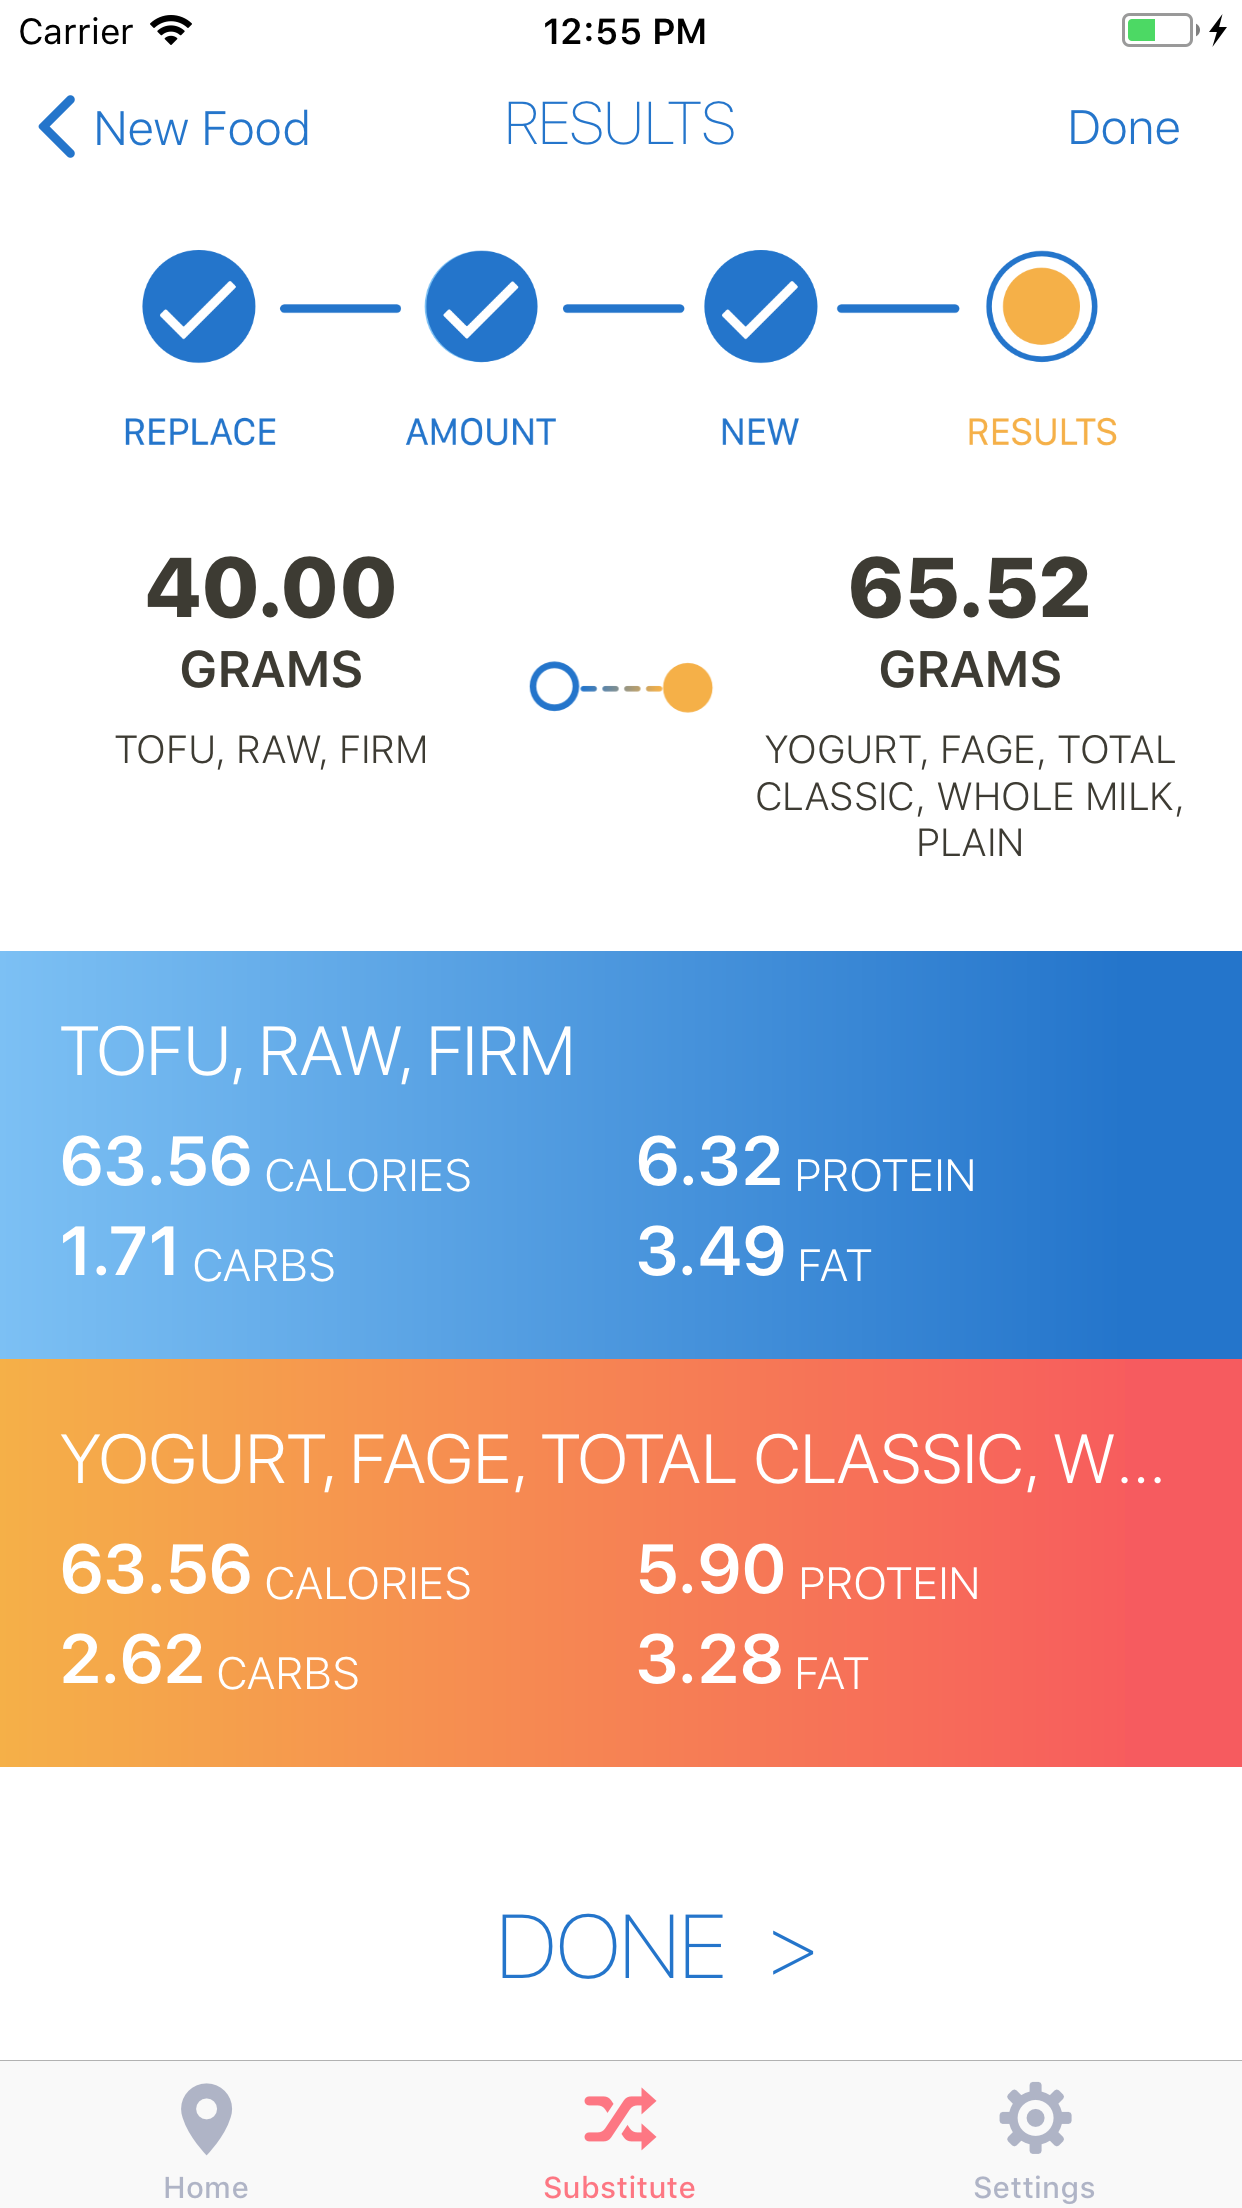 Carrier 12:55 PM
New Food RESULTS Done
REPLACE AMOUNT NEW RESULTS
40.00
GRAMS
TOFU, RAW, FIRM
65.52
GRAMS
YOGURT, FAGE, TOTAL
CLASSIC, WHOLE MILK,
PLAIN
TOFU, RAW, FIRM
63.56 CALORIES 6.32 PROTEIN
1.71 CARBS 3.49 FAT
YOGURT, FAGE, TOTAL CLASSIC, W...
63.56 CALORIES 5.90 PROTEIN
2.62 CARBS 3.28 FAT
DONE >
Home Substitute Settings